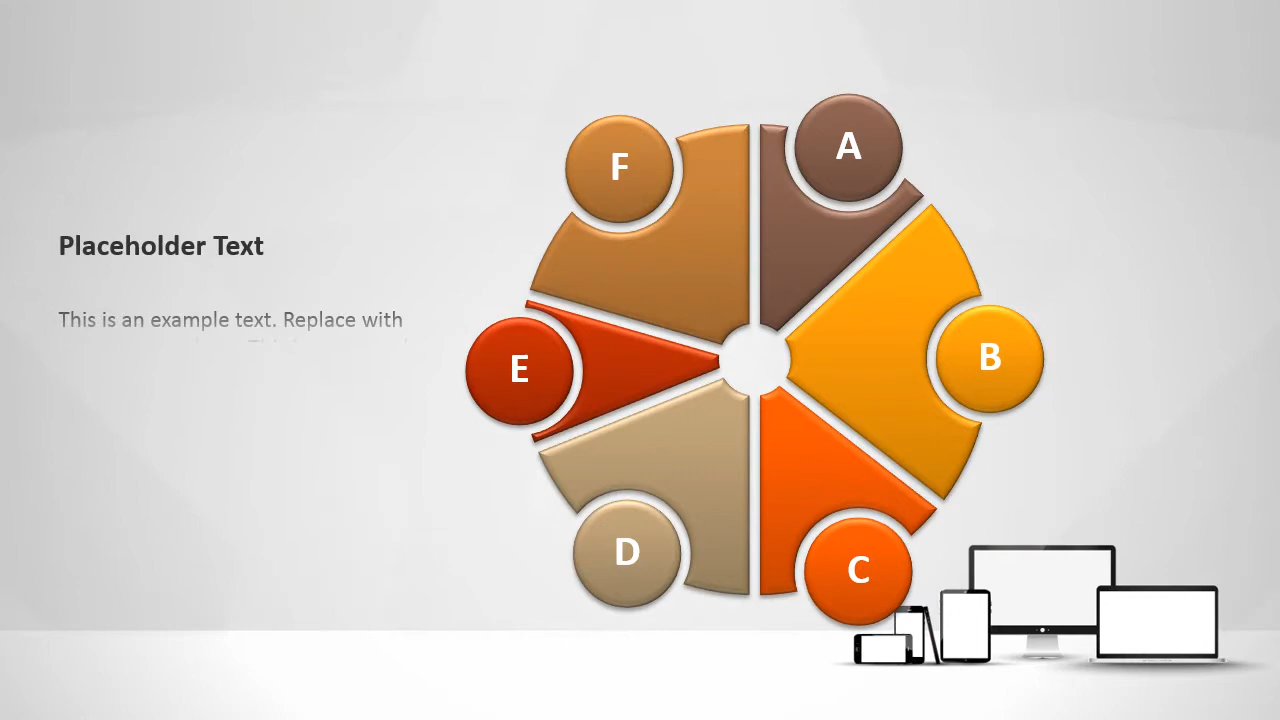 Placeholder Text
This is an example text. Replace with
A
B
C
D
E
F